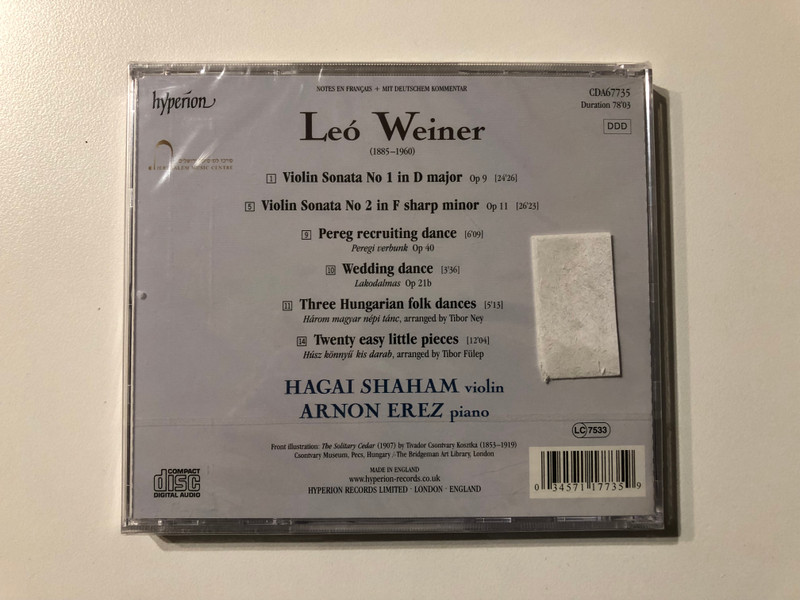 NOTES EN FRANÇAIS + MIT DEUTSCHEM KOMMENTAR
hyperion
CDA67735
Duration 78'03
DDD
Leó Weiner
(1885–1960)
JERUSALEM MUSIC CENTRE
1 Violin Sonata No 1 in D major Op 9 [24'26]
5 Violin Sonata No 2 in F sharp minor Op 11 [26'23]
9 Pereg recruiting dance [6'09]
Peregi verbunk Op 40
10 Wedding dance [3'36]
Lakodalmas Op 21b
11 Three Hungarian folk dances [5'13]
Három magyar népi tánc, arranged by Tibor Ney
14 Twenty easy little pieces [12'04]
Húsz könnyű kis darab, arranged by Tibor Fülep
HAGAI SHAHAM violin
ARNON EREZ piano
LC 7533
Front illustration: The Solitary Cedar (1907) by Tivador Csontvary Kosztka (1853–1919)
Csontvary Museum, Pecs, Hungary / The Bridgeman Art Library, London
MADE IN ENGLAND
www.hyperion-records.co.uk
HYPERION RECORDS LIMITED · LONDON · ENGLAND
COMPACT
disc
DIGITAL AUDIO
0 34571 17735 9